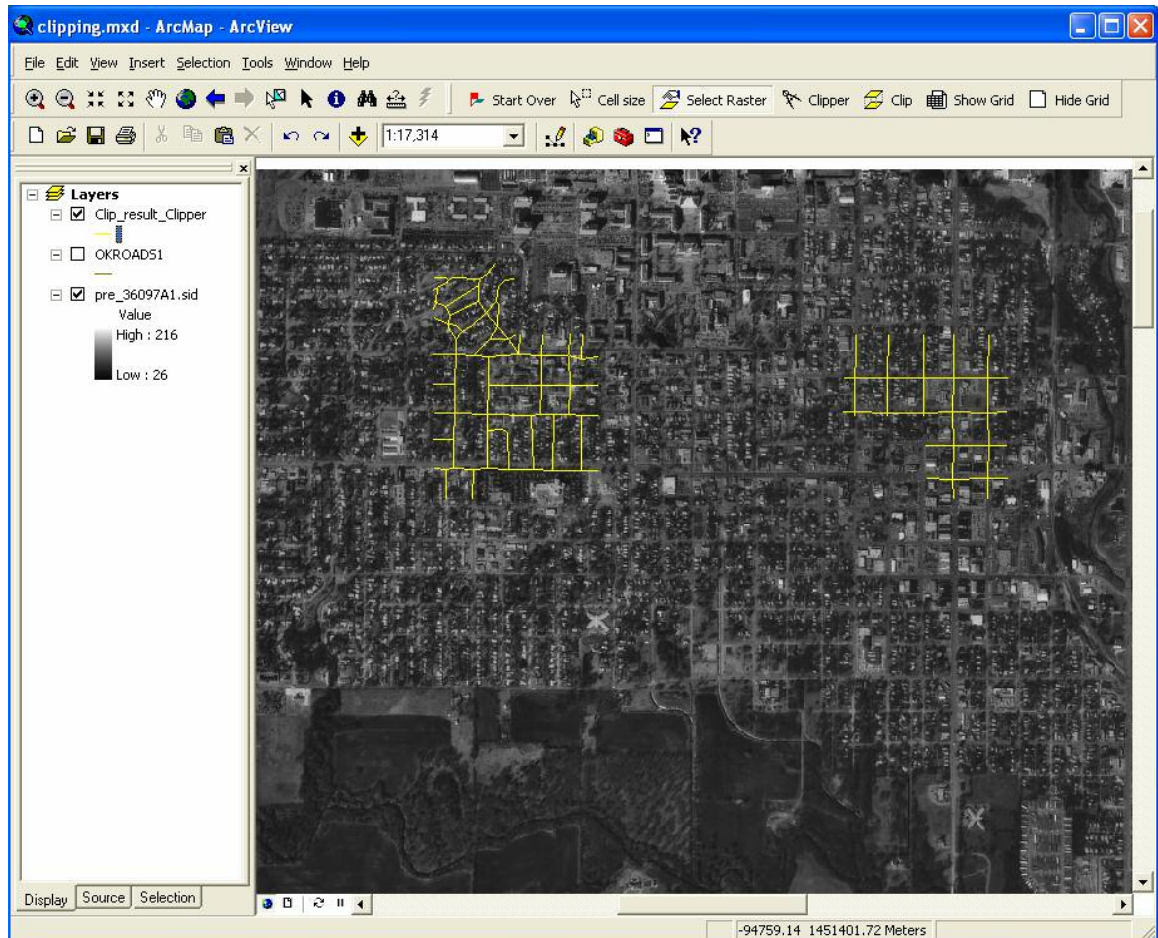 clipping.mxd - ArcMap - ArcView
File Edit View Insert Selection Tools Window Help
Start Over Cell size Select Raster Clipper Clip Show Grid Hide Grid
1:17,314
Layers
Clip_result_Clipper
OKROADS1
pre_36097A1.sid
Value
High : 216
Low : 26
Display Source Selection
-94759.14 1451401.72 Meters